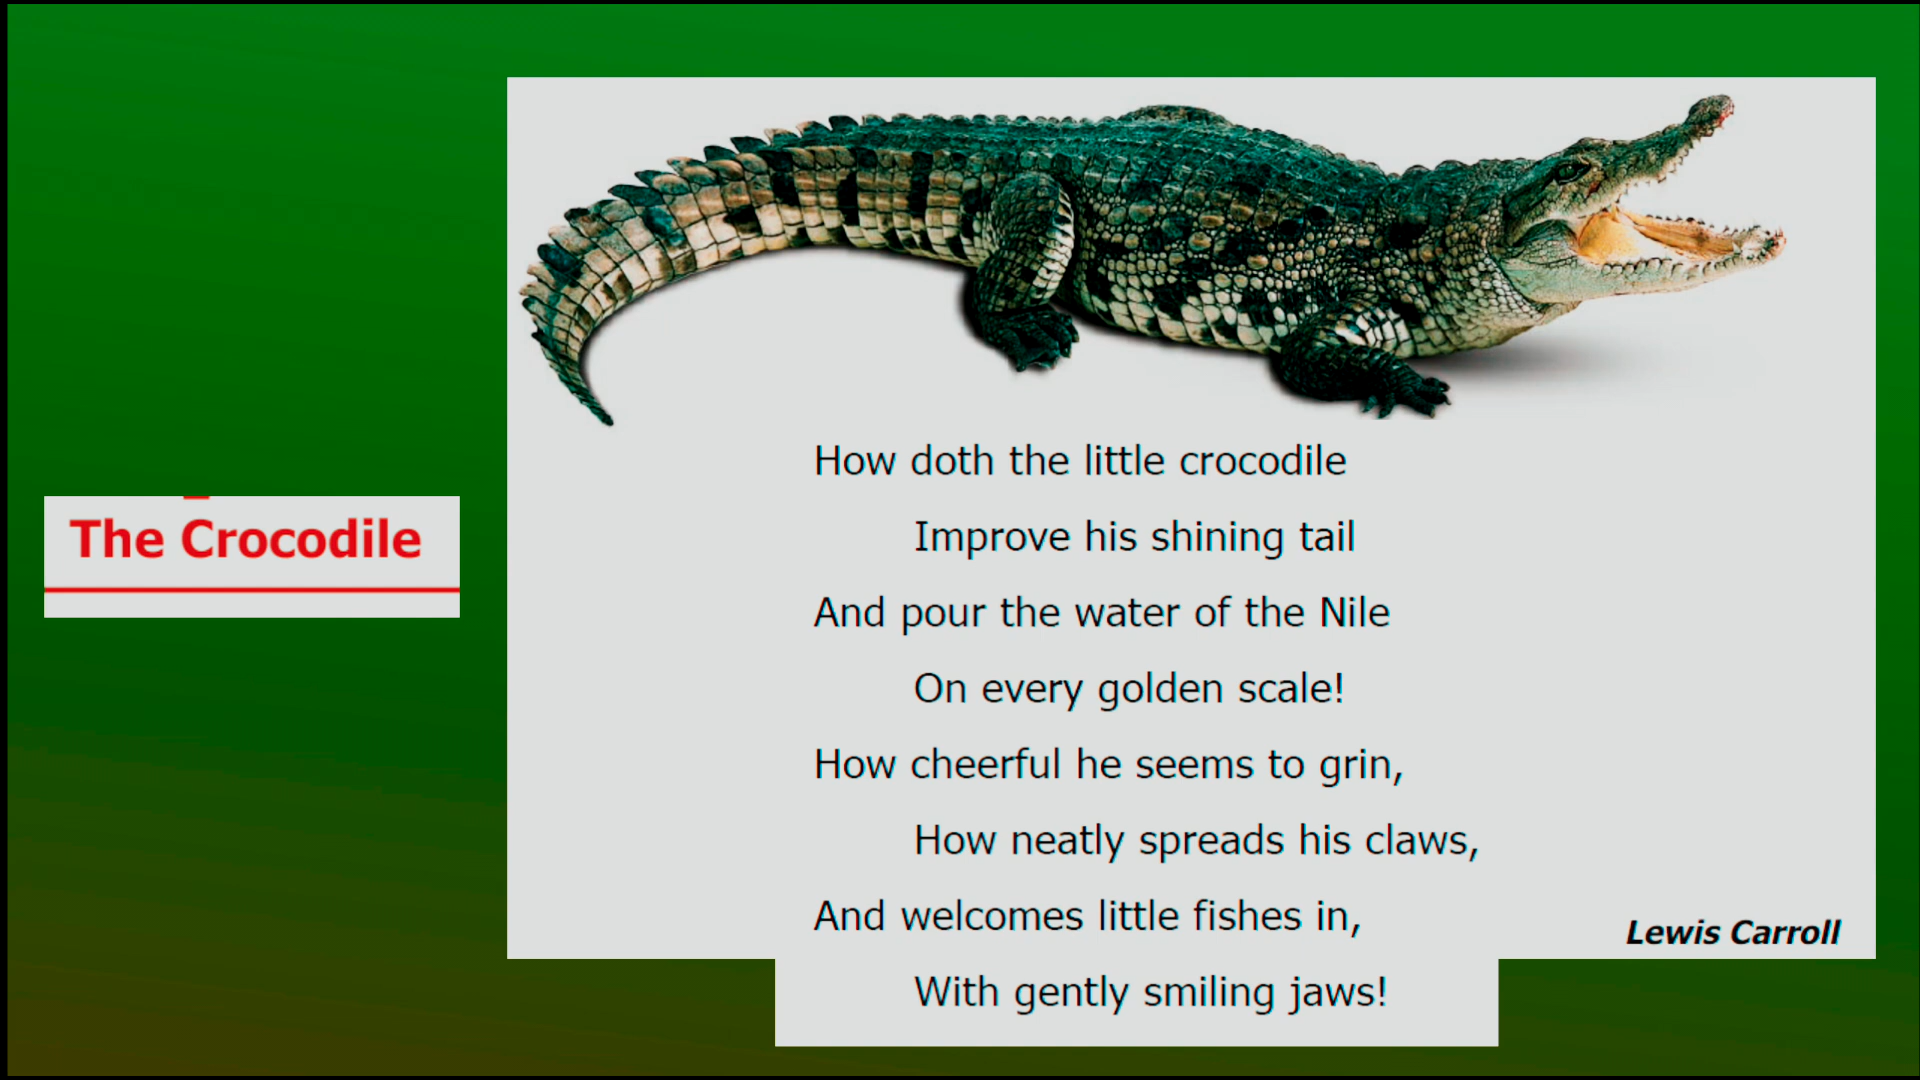 The Crocodile
How doth the little crocodile
Improve his shining tail
And pour the water of the Nile
On every golden scale!
How cheerful he seems to grin,
How neatly spreads his claws,
And welcomes little fishes in,
With gently smiling jaws!
Lewis Carroll